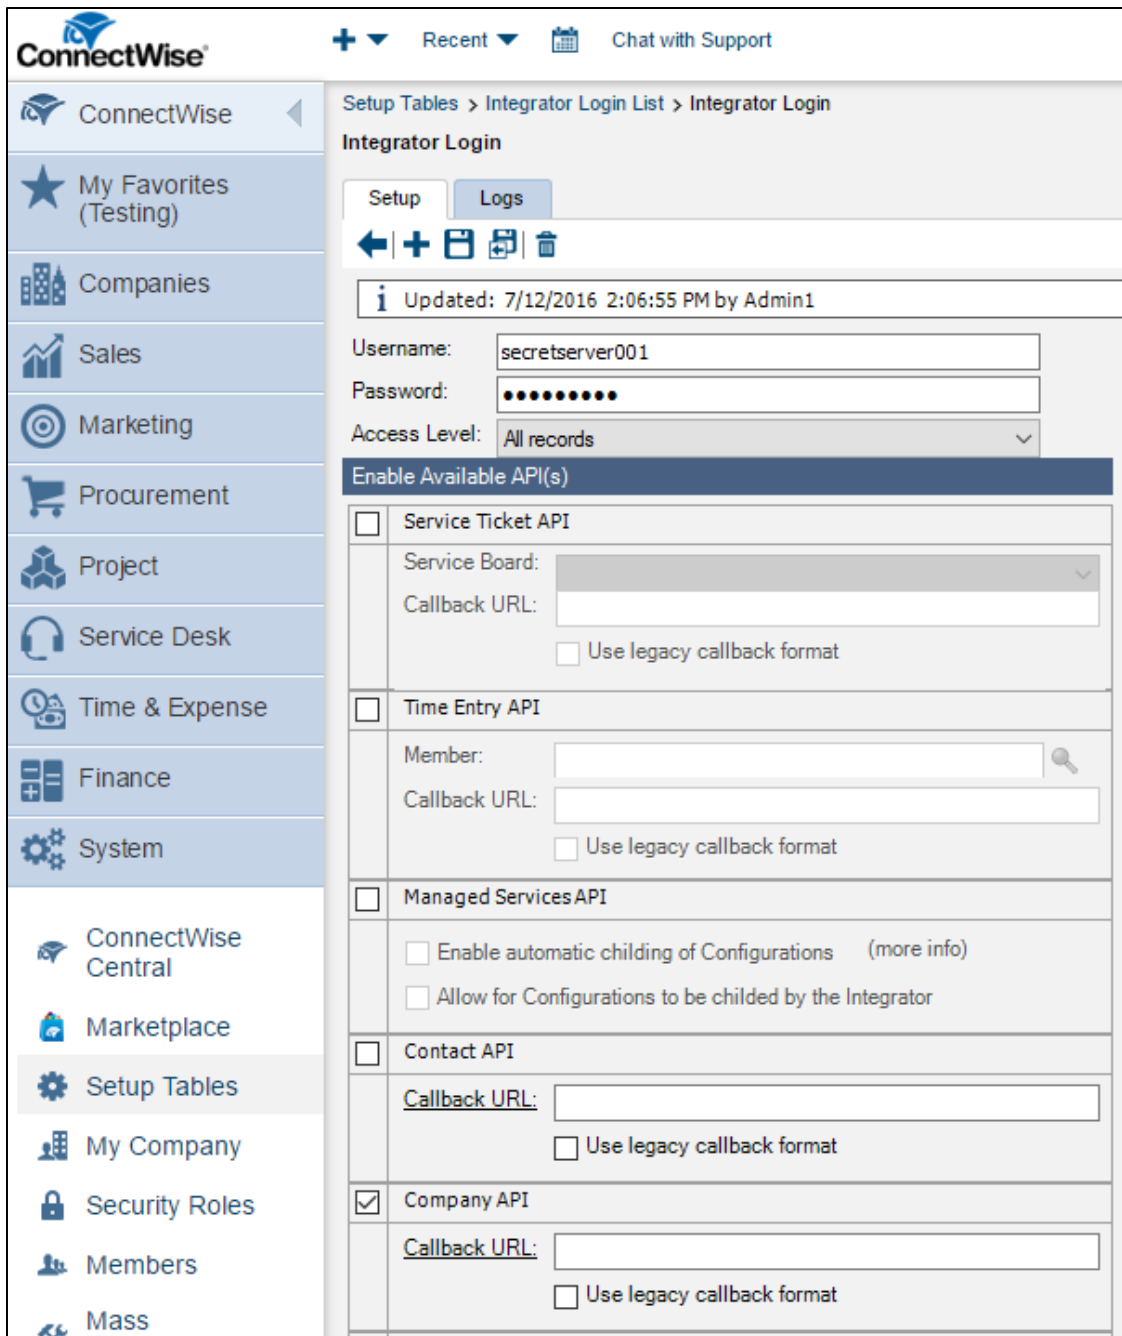 ConnectWise®
Recent
Chat with Support
ConnectWise
My Favorites
(Testing)
Companies
Sales
Marketing
Procurement
Project
Service Desk
Time & Expense
Finance
System
ConnectWise
Central
Marketplace
Setup Tables
My Company
Security Roles
Members
Mass
Setup Tables > Integrator Login List > Integrator Login
Integrator Login
Setup
Logs
Updated: 7/12/2016 2:06:55 PM by Admin1
Username: secretserver001
Password: •••••••••
Access Level: All records
Enable Available API(s)
Service Ticket API
Service Board:
Callback URL:
Use legacy callback format
Time Entry API
Member:
Callback URL:
Use legacy callback format
Managed Services API
Enable automatic childing of Configurations (more info)
Allow for Configurations to be childed by the Integrator
Contact API
Callback URL:
Use legacy callback format
Company API
Callback URL:
Use legacy callback format